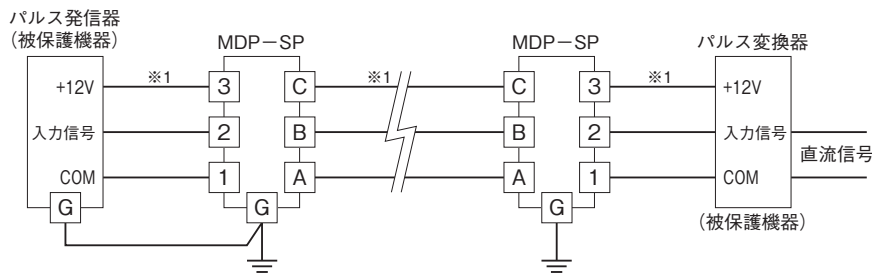 パルス発信器
(被保護機器)
MDP−SP
MDP−SP
パルス変換器
+12V
※1
3
C
※1
C
3
※1
+12V
入力信号
2
B
B
2
入力信号
直流信号
COM
1
A
A
1
COM
G
G
G
(被保護機器)